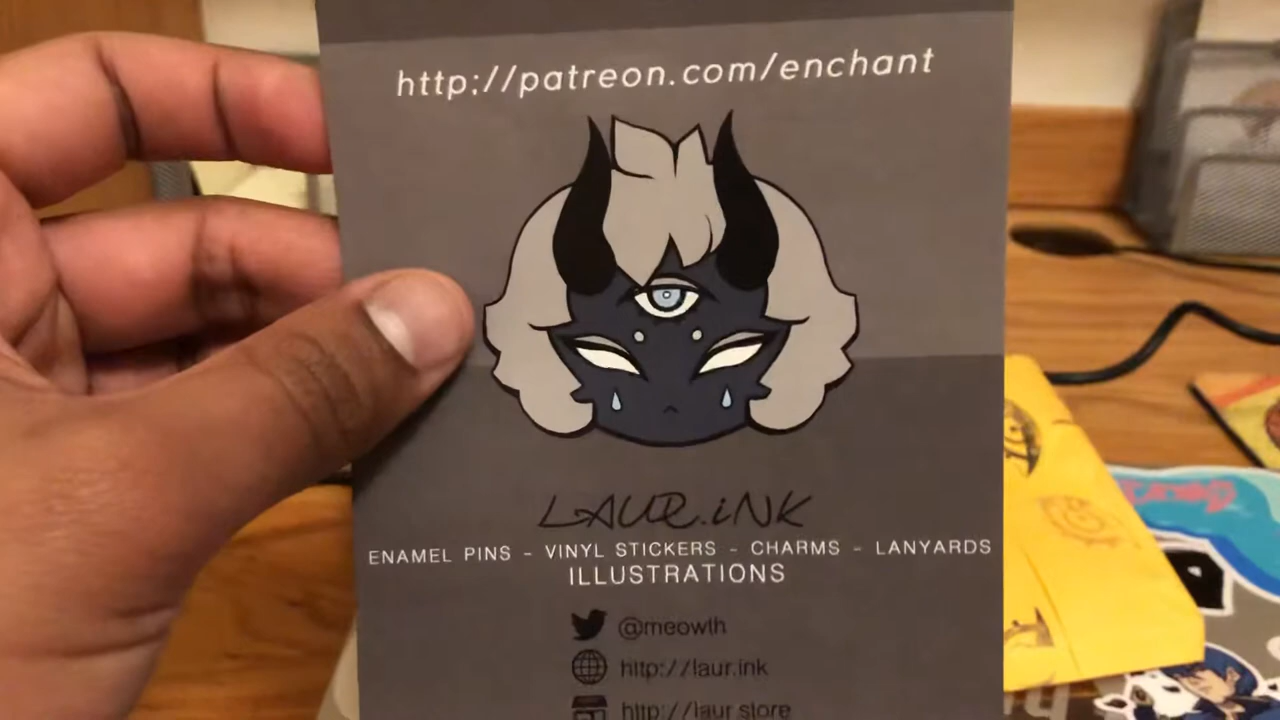 http://patreon.com/enchant
LAUR.iNK
ENAMEL PINS - VINYL STICKERS - CHARMS - LANYARDS
ILLUSTRATIONS
@meowth
http://laur.ink
http://laur.store